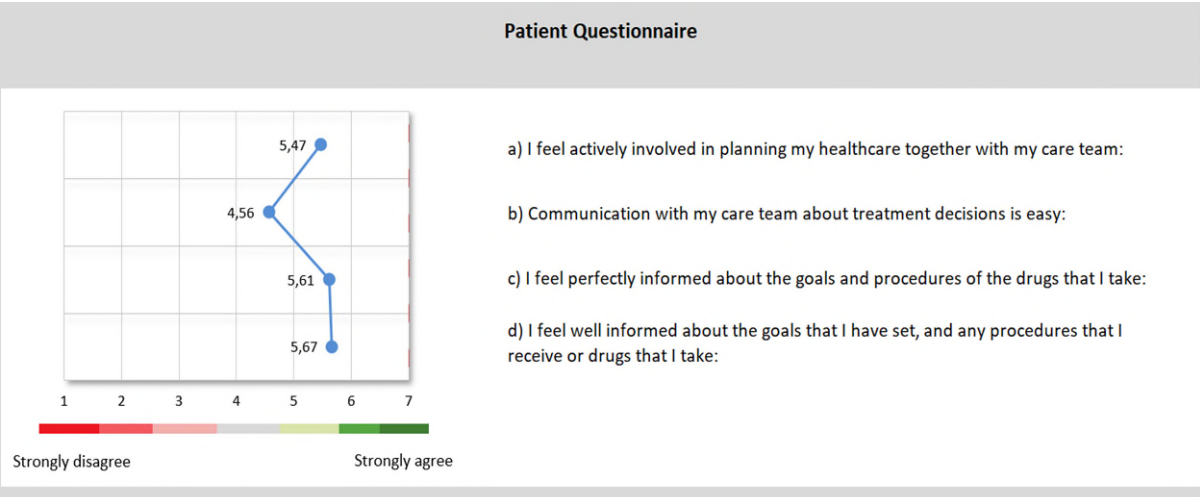 Patient Questionnaire
5,47
a) I feel actively involved in planning my healthcare together with my care team:
4,56
b) Communication with my care team about treatment decisions is easy:
5,61
c) I feel perfectly informed about the goals and procedures of the drugs that I take:
5,67
d) I feel well informed about the goals that I have set, and any procedures that I
receive or drugs that I take:
1 2 3 4 5 6 7
Strongly disagree
Strongly agree